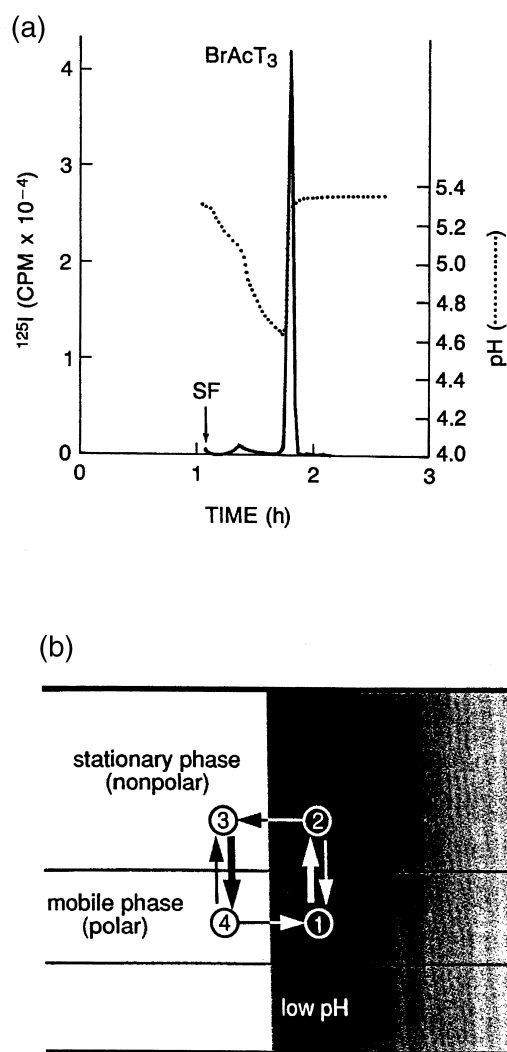 (a)
BrAcT₃
4
3
2
1
0
¹²⁵I (CPM x 10⁻⁴)
SF
5.4
5.2
5.0
4.8
4.6
4.4
4.2
4.0
pH (..........)
0 1 2 3
TIME (h)
(b)
stationary phase
(nonpolar)
3 2
mobile phase
(polar)
4 1
low pH